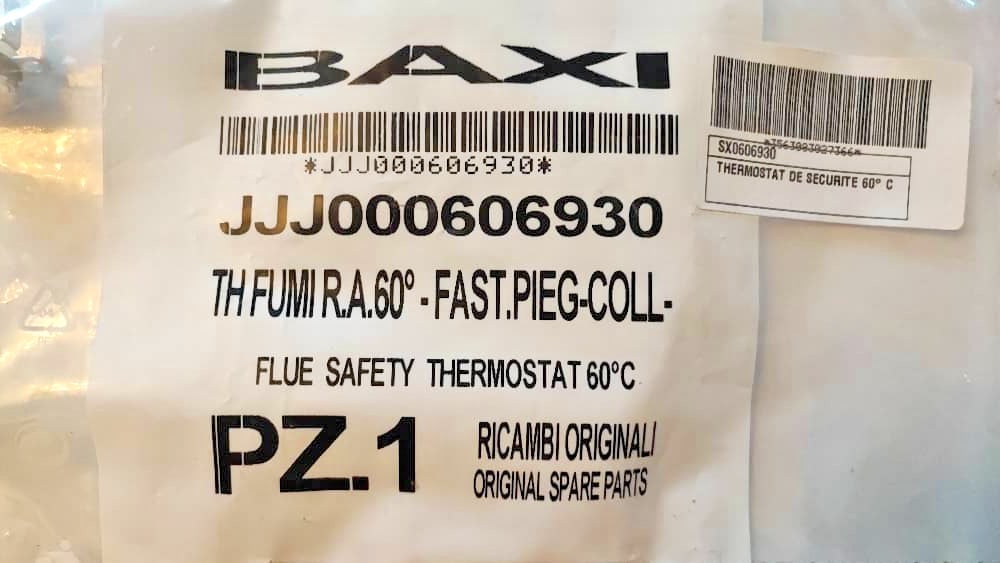 BAXI
*JJJ000606930*
JJJ000606930
TH FUMI R.A.60° - FAST.PIEG-COLL-
FLUE SAFETY THERMOSTAT 60°C
PZ.1
RICAMBI ORIGINALI
ORIGINAL SPARE PARTS
SX0606930
THERMOSTAT DE SECURITE 60° C